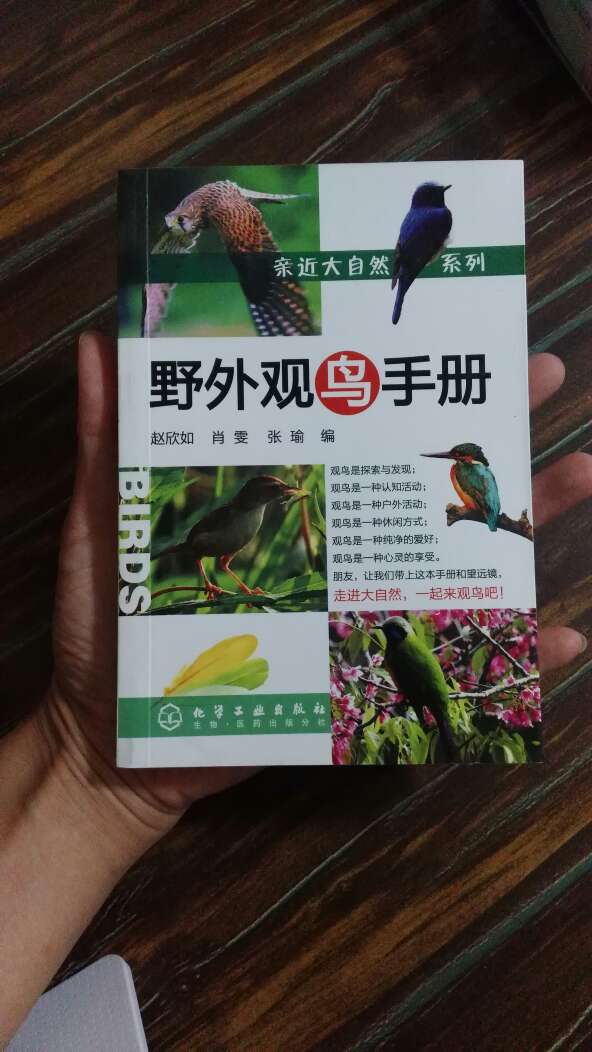 亲近大自然 系列
野外观鸟手册
赵欣如 肖雯 张瑜 编
BIRDS
观鸟是探索与发现；
观鸟是一种认知活动；
观鸟是一种户外活动；
观鸟是一种休闲方式；
观鸟是一种纯净的爱好；
观鸟是一种心灵的享受。
朋友，让我们带上这本手册和望远镜，
走进大自然，一起来观鸟吧！
化学工业出版社
生物·医药出版分社